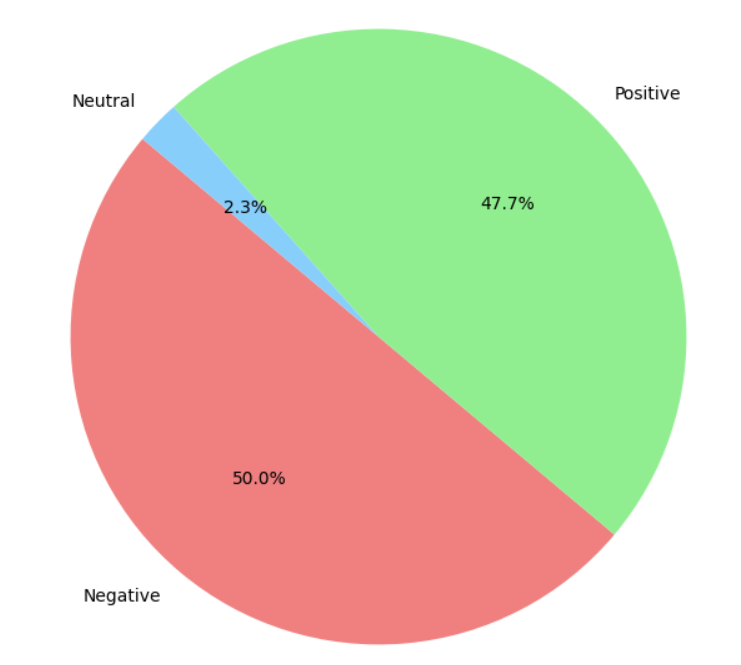 Neutral
Positive
47.7%
2.3%
50.0%
Negative